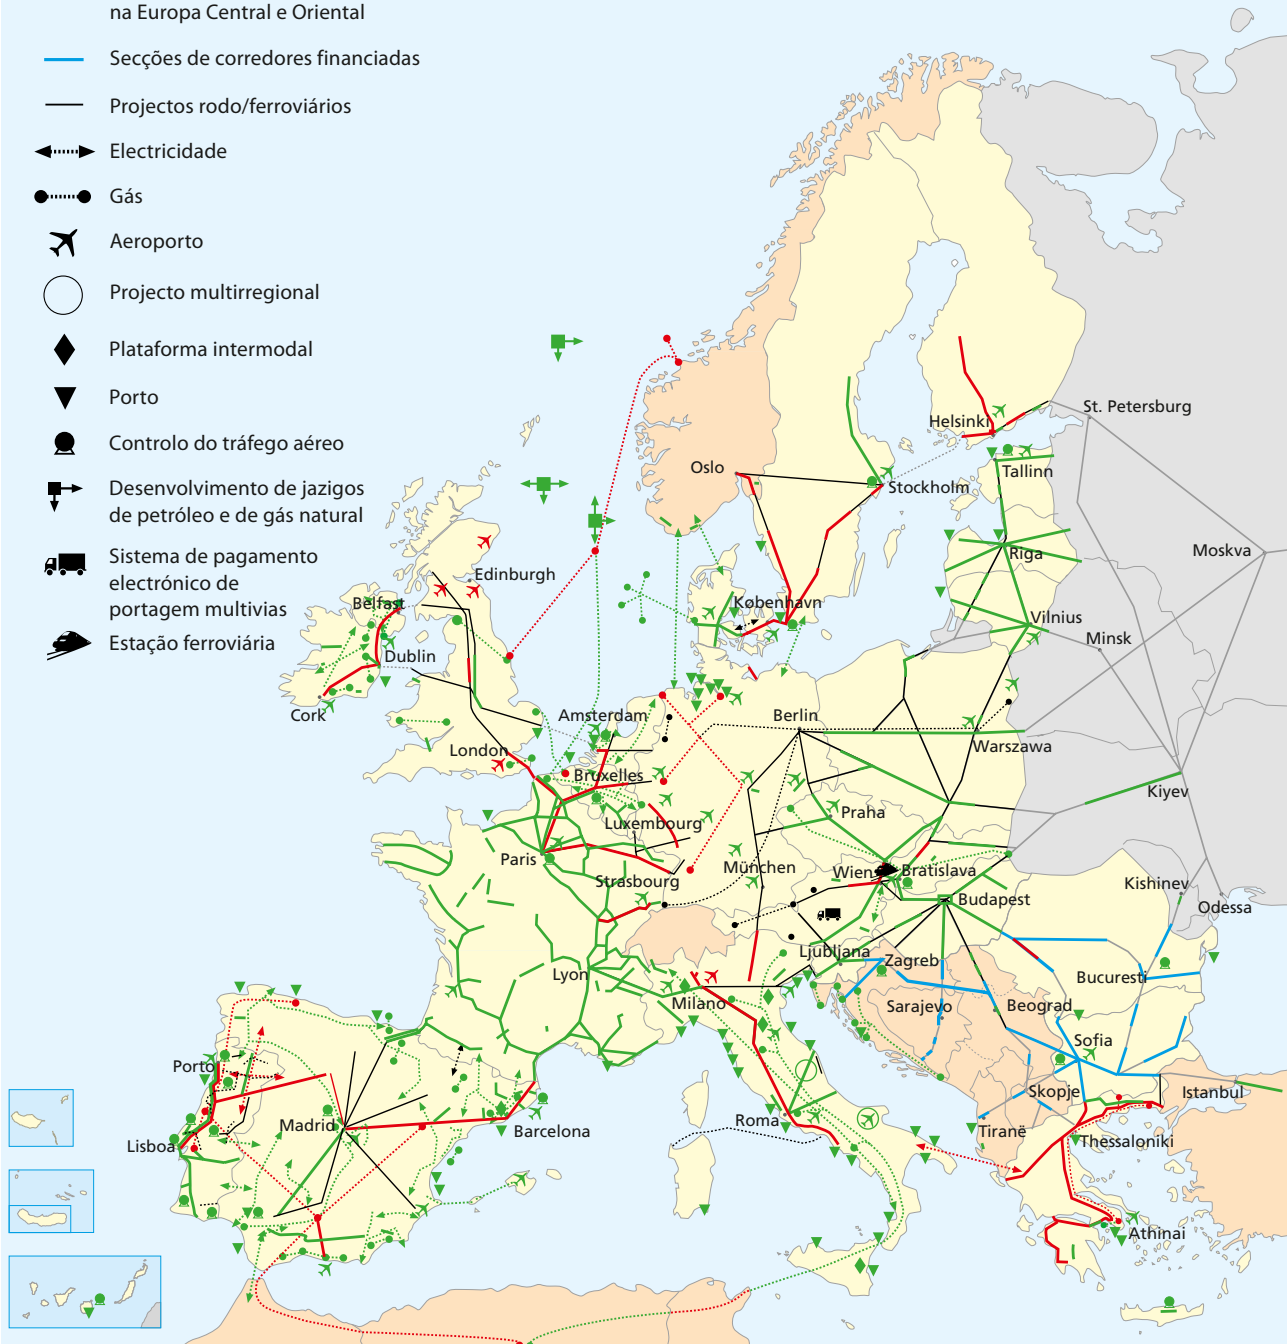 na Europa Central e Oriental
Secções de corredores financiadas
Projectos rodo/ferroviários
Electricidade
Gás
Aeroporto
Projecto multirregional
Plataforma intermodal
Porto
Controlo do tráfego aéreo
Desenvolvimento de jazigos
de petróleo e de gás natural
Sistema de pagamento
electrónico de
portagem multivias
Estação ferroviária
Helsinki
St. Petersburg
Oslo
Stockholm
Tallinn
Moskva
Riga
Edinburgh
Belfast
København
Vilnius
Minsk
Dublin
Cork
Amsterdam
Berlin
London
Warszawa
Bruxelles
Kiyev
Luxembourg
Praha
Paris
Strasbourg
München
Wien
Bratislava
Kishinev
Budapest
Odessa
Lyon
Ljubljana
Zagreb
Milano
Bucuresti
Sarajevo
Beograd
Sofia
Porto
Skopje
Istanbul
Madrid
Barcelona
Roma
Tiranë
Lisboa
Thessaloniki
Athinai